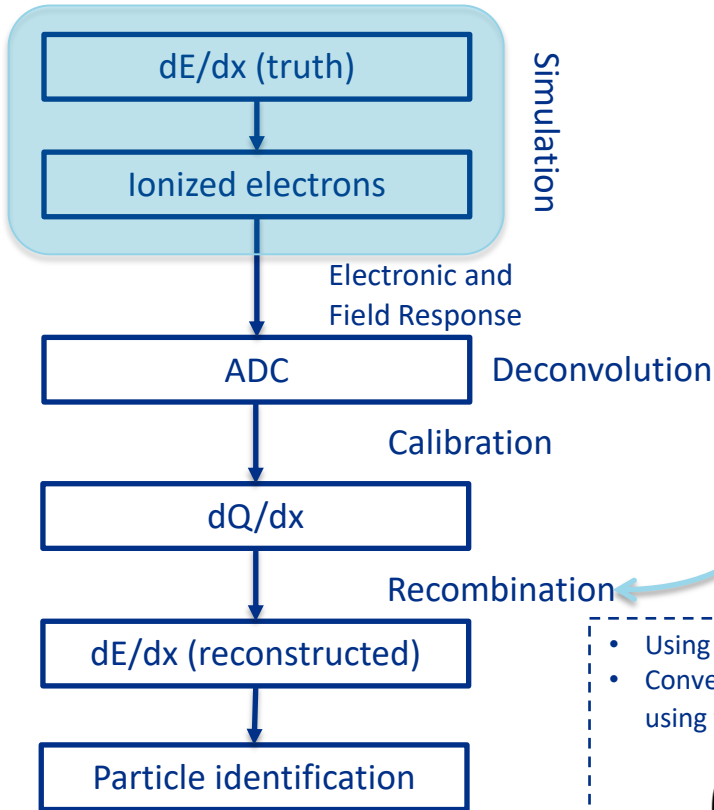 dE/dx (truth)
Simulation
Ionized electrons
Electronic and
Field Response
ADC
Deconvolution
Calibration
dQ/dx
Recombination
dE/dx (reconstructed)
• Using
• Conve
using
Particle identification